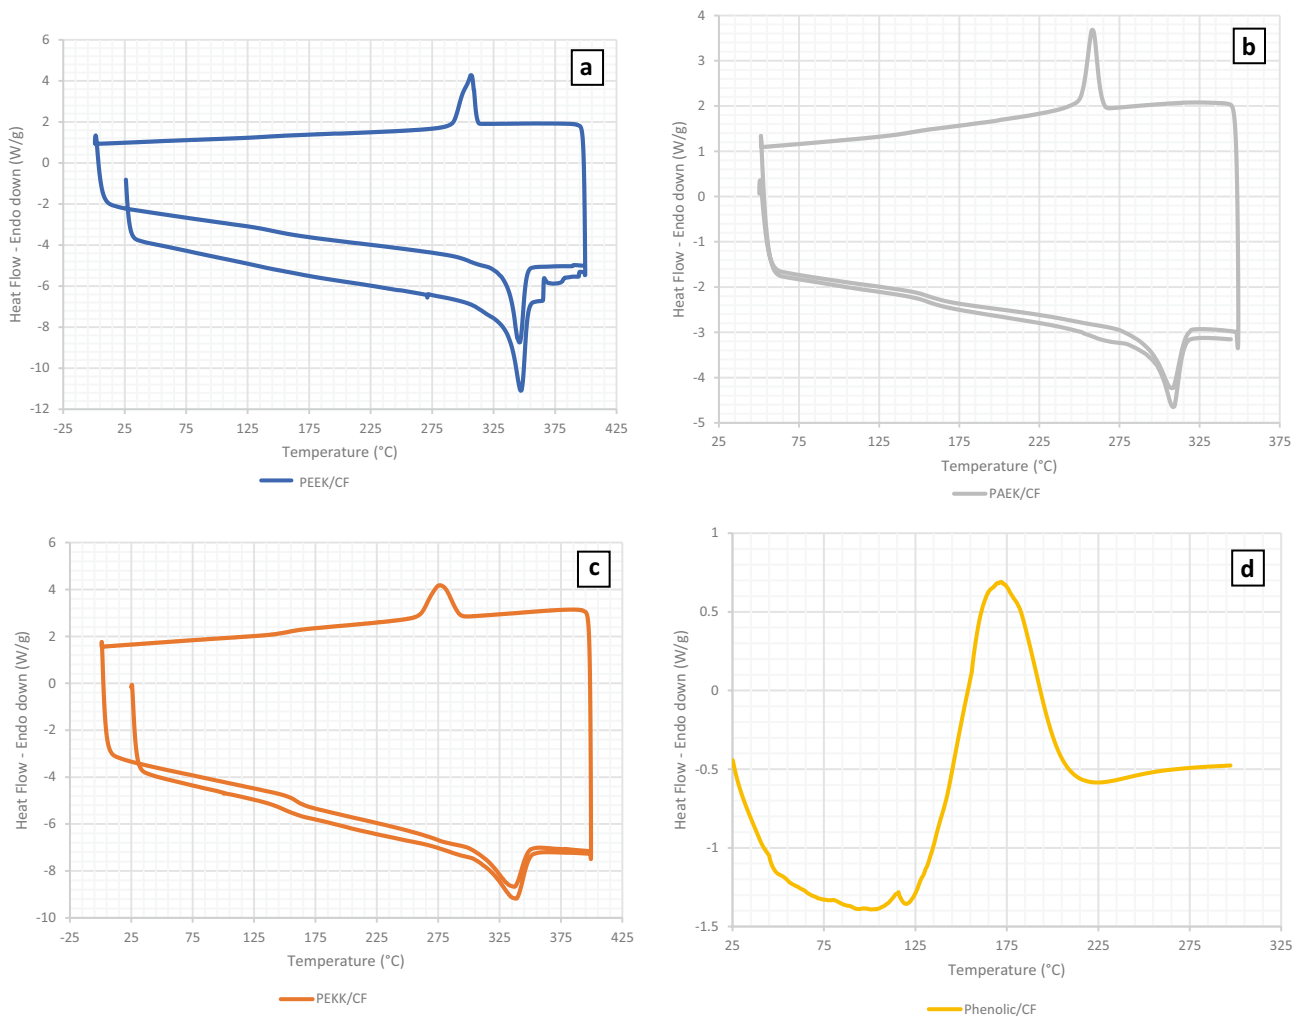 a
6
4
2
0
-2
-4
-6
-8
-10
-12
Heat Flow - Endo down (W/g)
-25 25 75 125 175 225 275 325 375 425
Temperature (°C)
PEEK/CF
b
4
3
2
1
0
-1
-2
-3
-4
-5
Heat Flow - Endo down (W/g)
25 75 125 175 225 275 325 375
Temperature (°C)
PAEK/CF
c
6
4
2
0
-2
-4
-6
-8
-10
Heat Flow - Endo down (W/g)
-25 25 75 125 175 225 275 325 375 425
Temperature (°C)
PEKK/CF
d
1
0.5
0
-0.5
-1
-1.5
Heat Flow - Endo down (W/g)
25 75 125 175 225 275 325
Temperature (°C)
Phenolic/CF